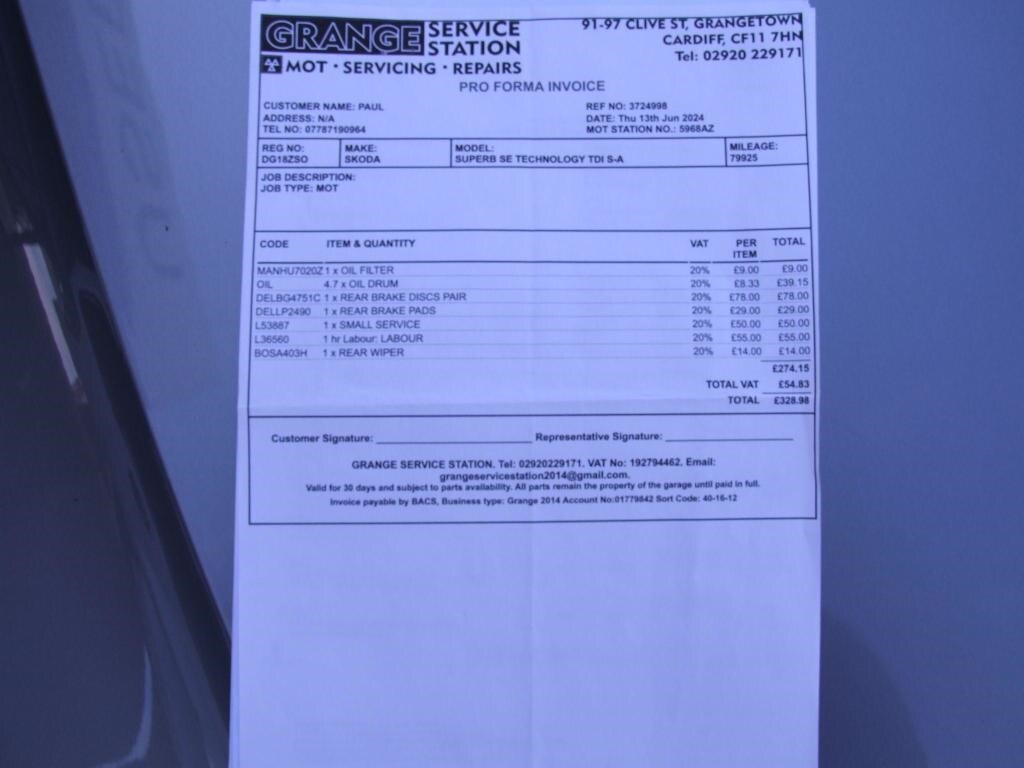 GRANGE SERVICE STATION
MOT · SERVICING · REPAIRS
91-97 CLIVE ST, GRANGETOWN
CARDIFF, CF11 7HN
Tel: 02920 229171
PRO FORMA INVOICE
CUSTOMER NAME: PAUL
ADDRESS: N/A
TEL NO: 07787190964
REF NO: 3724998
DATE: Thu 13th Jun 2024
MOT STATION NO.: 5968AZ
REG NO: MAKE: MODEL: MILEAGE:
DG18ZSO SKODA SUPERB SE TECHNOLOGY TDI S-A 79925
JOB DESCRIPTION:
JOB TYPE: MOT
CODE ITEM & QUANTITY VAT PER ITEM TOTAL
MANHU7020Z 1 x OIL FILTER 20% £9.00 £9.00
OIL 4.7 x OIL DRUM 20% £8.33 £39.15
DELBG4751C 1 x REAR BRAKE DISCS PAIR 20% £78.00 £78.00
DELLP2490 1 x REAR BRAKE PADS 20% £29.00 £29.00
L53887 1 x SMALL SERVICE 20% £50.00 £50.00
L36560 1 hr Labour: LABOUR 20% £55.00 £55.00
BOSA403H 1 x REAR WIPER 20% £14.00 £14.00
£274.15
TOTAL VAT £54.83
TOTAL £328.98
Customer Signature: Representative Signature:
GRANGE SERVICE STATION. Tel: 02920229171. VAT No: 192794462. Email:
grangeservicestation2014@gmail.com.
Valid for 30 days and subject to parts availability. All parts remain the property of the garage until paid in full.
Invoice payable by BACS, Business type: Grange 2014 Account No:01779842 Sort Code: 40-16-12